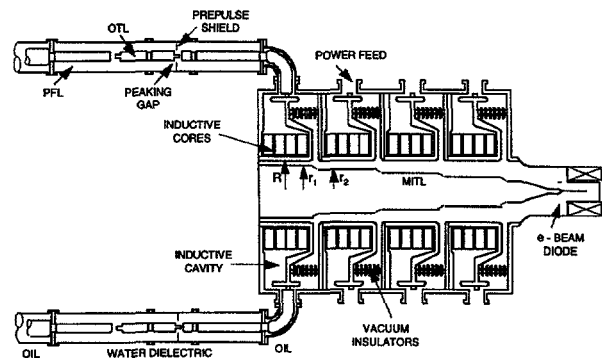 PREPULSE
SHIELD
OTL
POWER FEED
PFL
PEAKING
GAP
INDUCTIVE
CORES
R
r1
r2
MITL
-
e - BEAM
DIODE
INDUCTIVE
CAVITY
VACUUM
INSULATORS
OIL
WATER DIELECTRIC
OIL